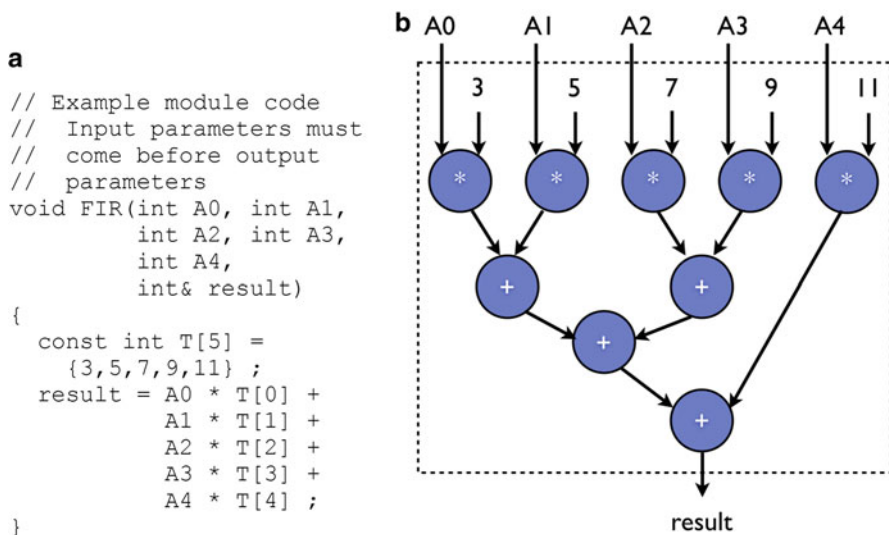 a
// Example module code
//  Input parameters must
//  come before output
//  parameters
void FIR(int A0, int A1,
         int A2, int A3,
         int A4,
         int& result)
{
  const int T[5] =
    {3,5,7,9,11} ;
  result = A0 * T[0] +
           A1 * T[1] +
           A2 * T[2] +
           A3 * T[3] +
           A4 * T[4] ;
}
b
A0 A1 A2 A3 A4
3 5 7 9 11
* * * * *
+ +
+
+
result